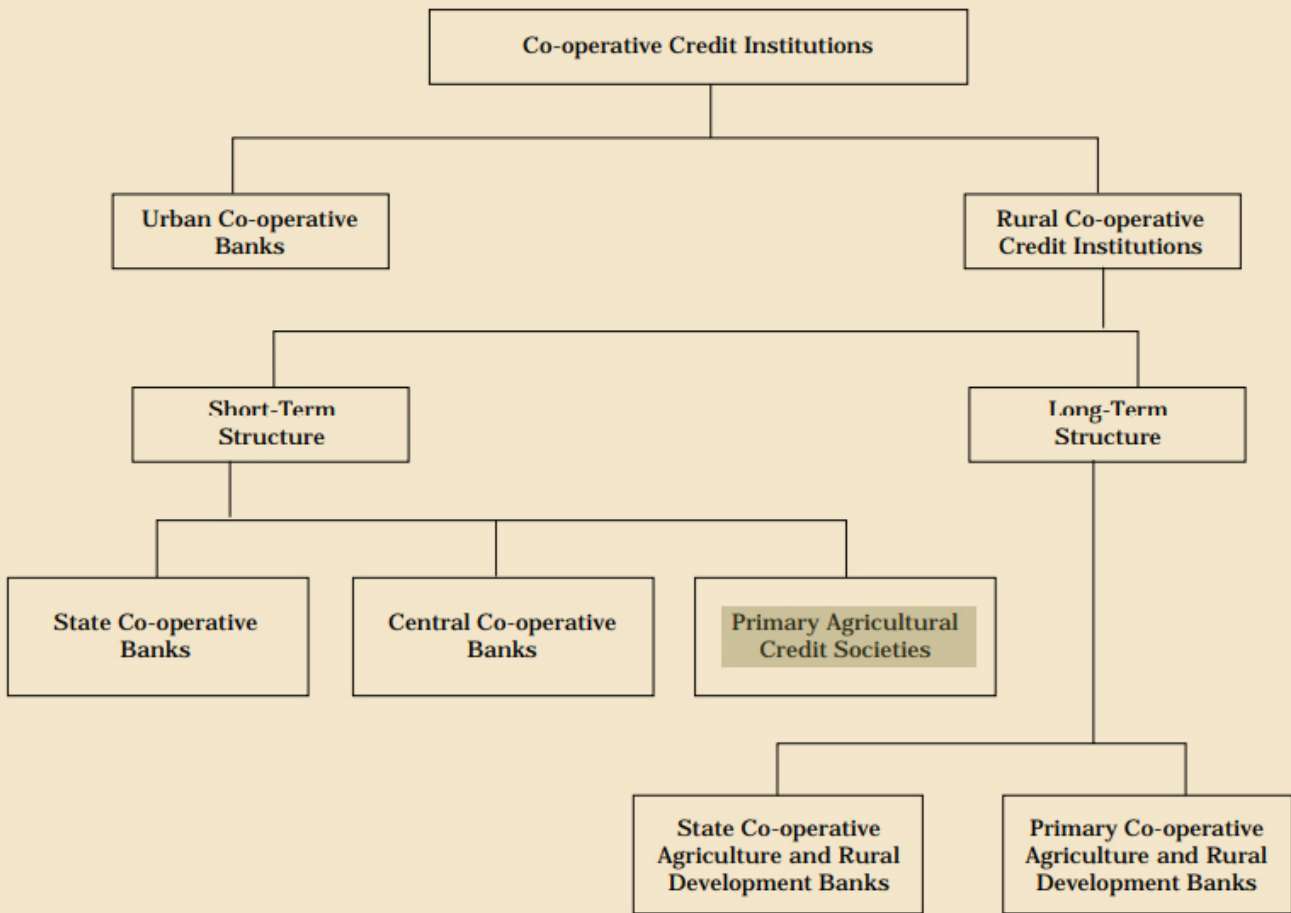 Co-operative Credit Institutions
Urban Co-operative
Banks
Rural Co-operative
Credit Institutions
Short-Term
Structure
Long-Term
Structure
State Co-operative
Banks
Central Co-operative
Banks
Primary Agricultural
Credit Societies
State Co-operative
Agriculture and Rural
Development Banks
Primary Co-operative
Agriculture and Rural
Development Banks